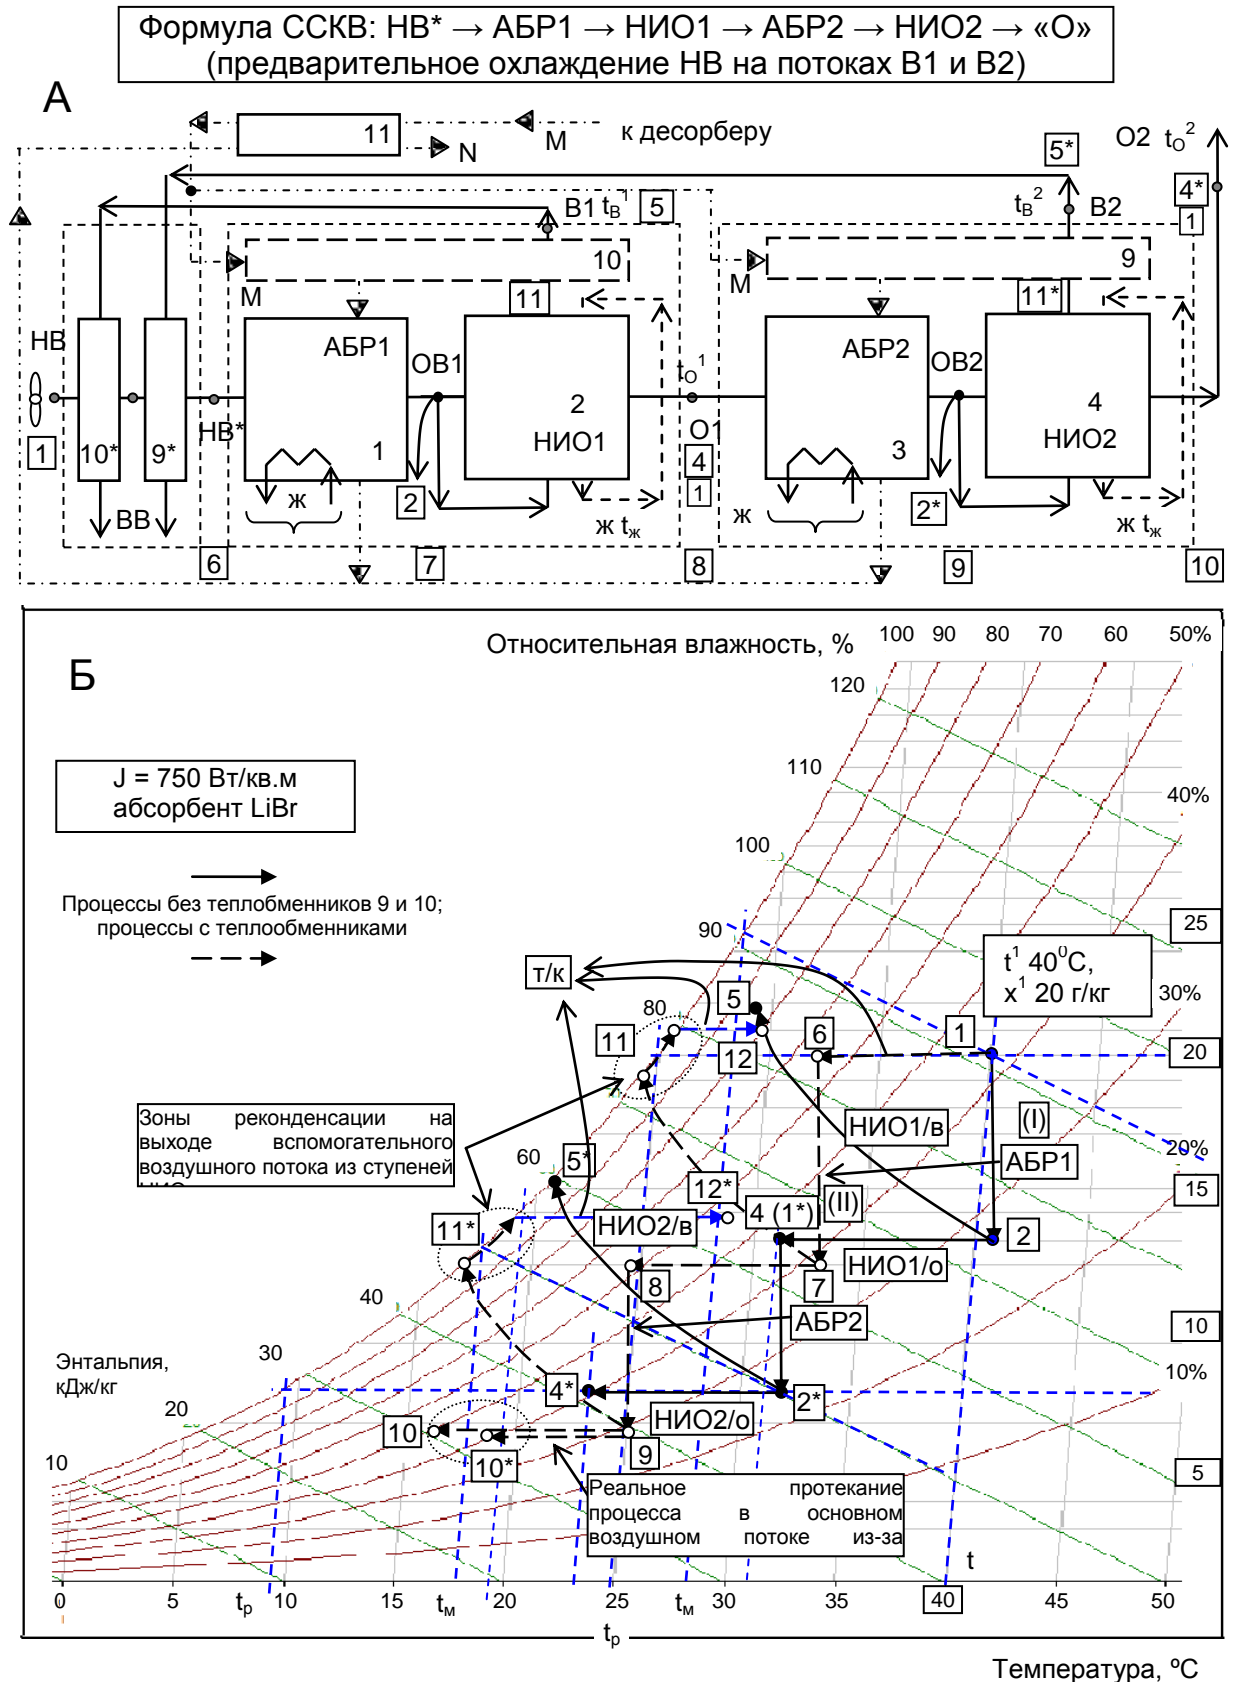 Формула ССКВ: НВ* → АБР1 → НИО1 → АБР2 → НИО2 → «О»
(предварительное охлаждение НВ на потоках В1 и В2)
А
11
М
к десорберу
N
О2 tО2
5*
4*
1
В1 tВ1
5
tВ2
В2
10
9
М
М
11
11*
НВ
АБР1
ОВ1
2
НИО1
tО1
АБР2
ОВ2
4
НИО2
1
10*
9*
НВ*
1
О1
4
1
3
ж
2
ж tж
ж
2*
ж tж
ВВ
6
7
8
9
10
Относительная влажность, %
100
90
80
70
60
50%
Б
120
J = 750 Вт/кв.м
абсорбент LiBr
110
40%
100
Процессы без теплобменников 9 и 10;
процессы с теплообменниками
90
25
t1 40⁰С,
x1 20 г/кг
т/к
30%
80
5
6
1
11
12
20
Зоны реконденсации на
выходе вспомогательного
воздушного потока из ступеней
НИО1/в
(I)
АБР1
20%
60
5*
12*
15
4 (1*)
(II)
11*
НИО2/в
2
НИО1/о
8
7
40
АБР2
10
Энтальпия,
кДж/кг
30
10%
4*
2*
20
НИО2/о
10
9
10*
10
5
Реальное протекание
процесса в основном
воздушном потоке из-за
t
0
5
tр
10
15
tм
20
25
tм
30
35
40
45
50
tр
Температура, ºС